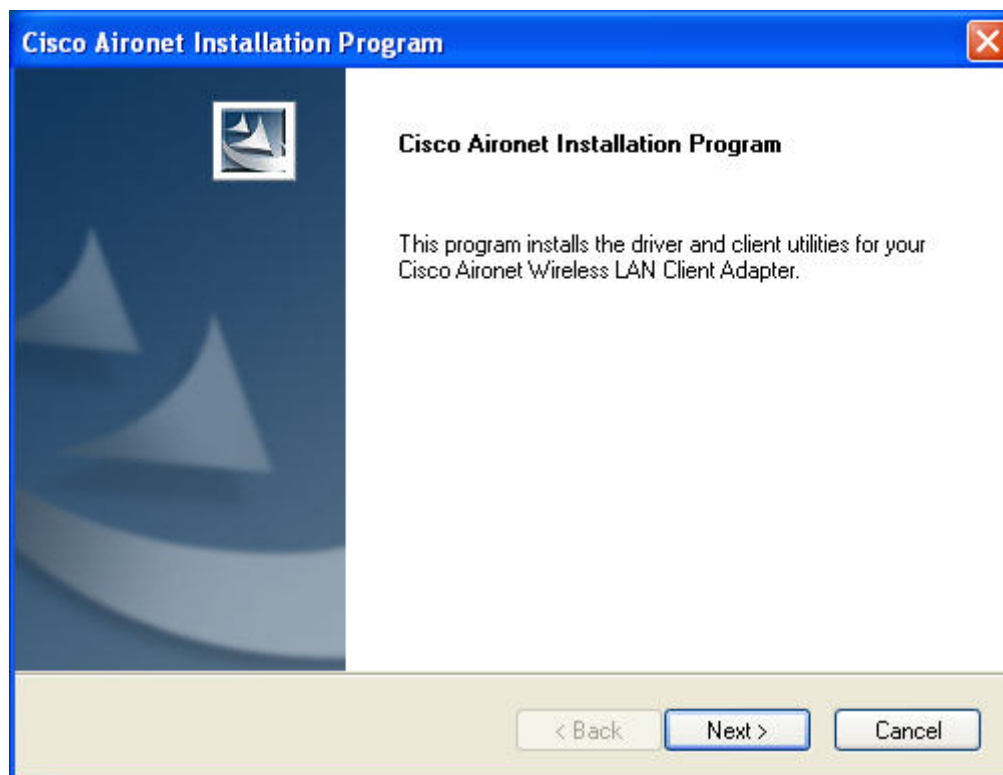 Cisco Aironet Installation Program
Cisco Aironet Installation Program
This program installs the driver and client utilities for your
Cisco Aironet Wireless LAN Client Adapter.
< Back
Next >
Cancel